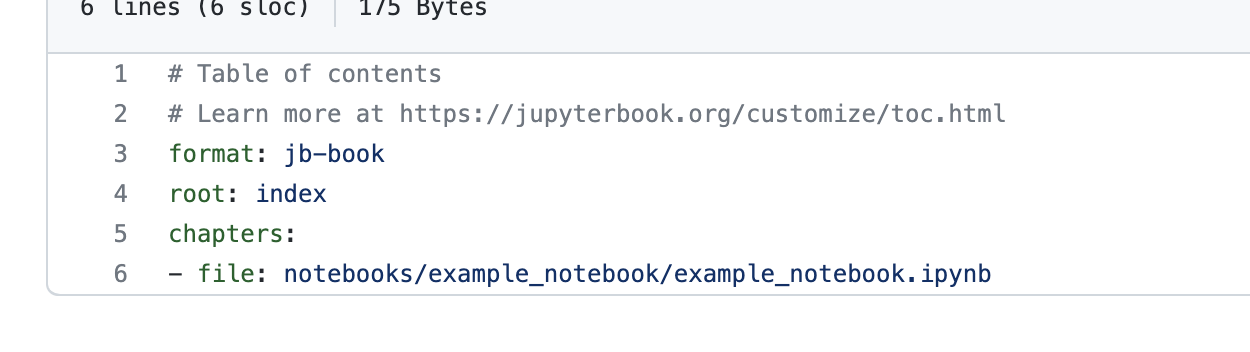 6 lines (6 sloc) 175 Bytes
1 # Table of contents
2 # Learn more at https://jupyterbook.org/customize/toc.html
3 format: jb-book
4 root: index
5 chapters:
6 - file: notebooks/example_notebook/example_notebook.ipynb